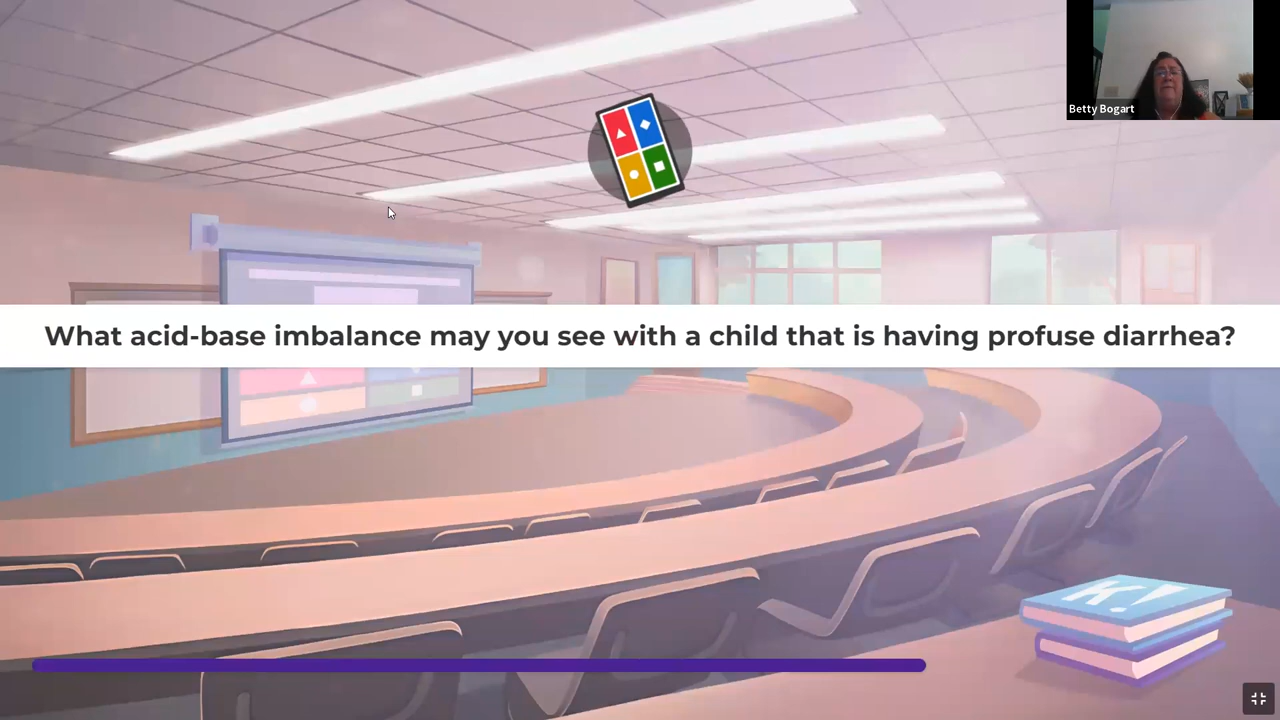 Betty Bogart
What acid-base imbalance may you see with a child that is having profuse diarrhea?
K!